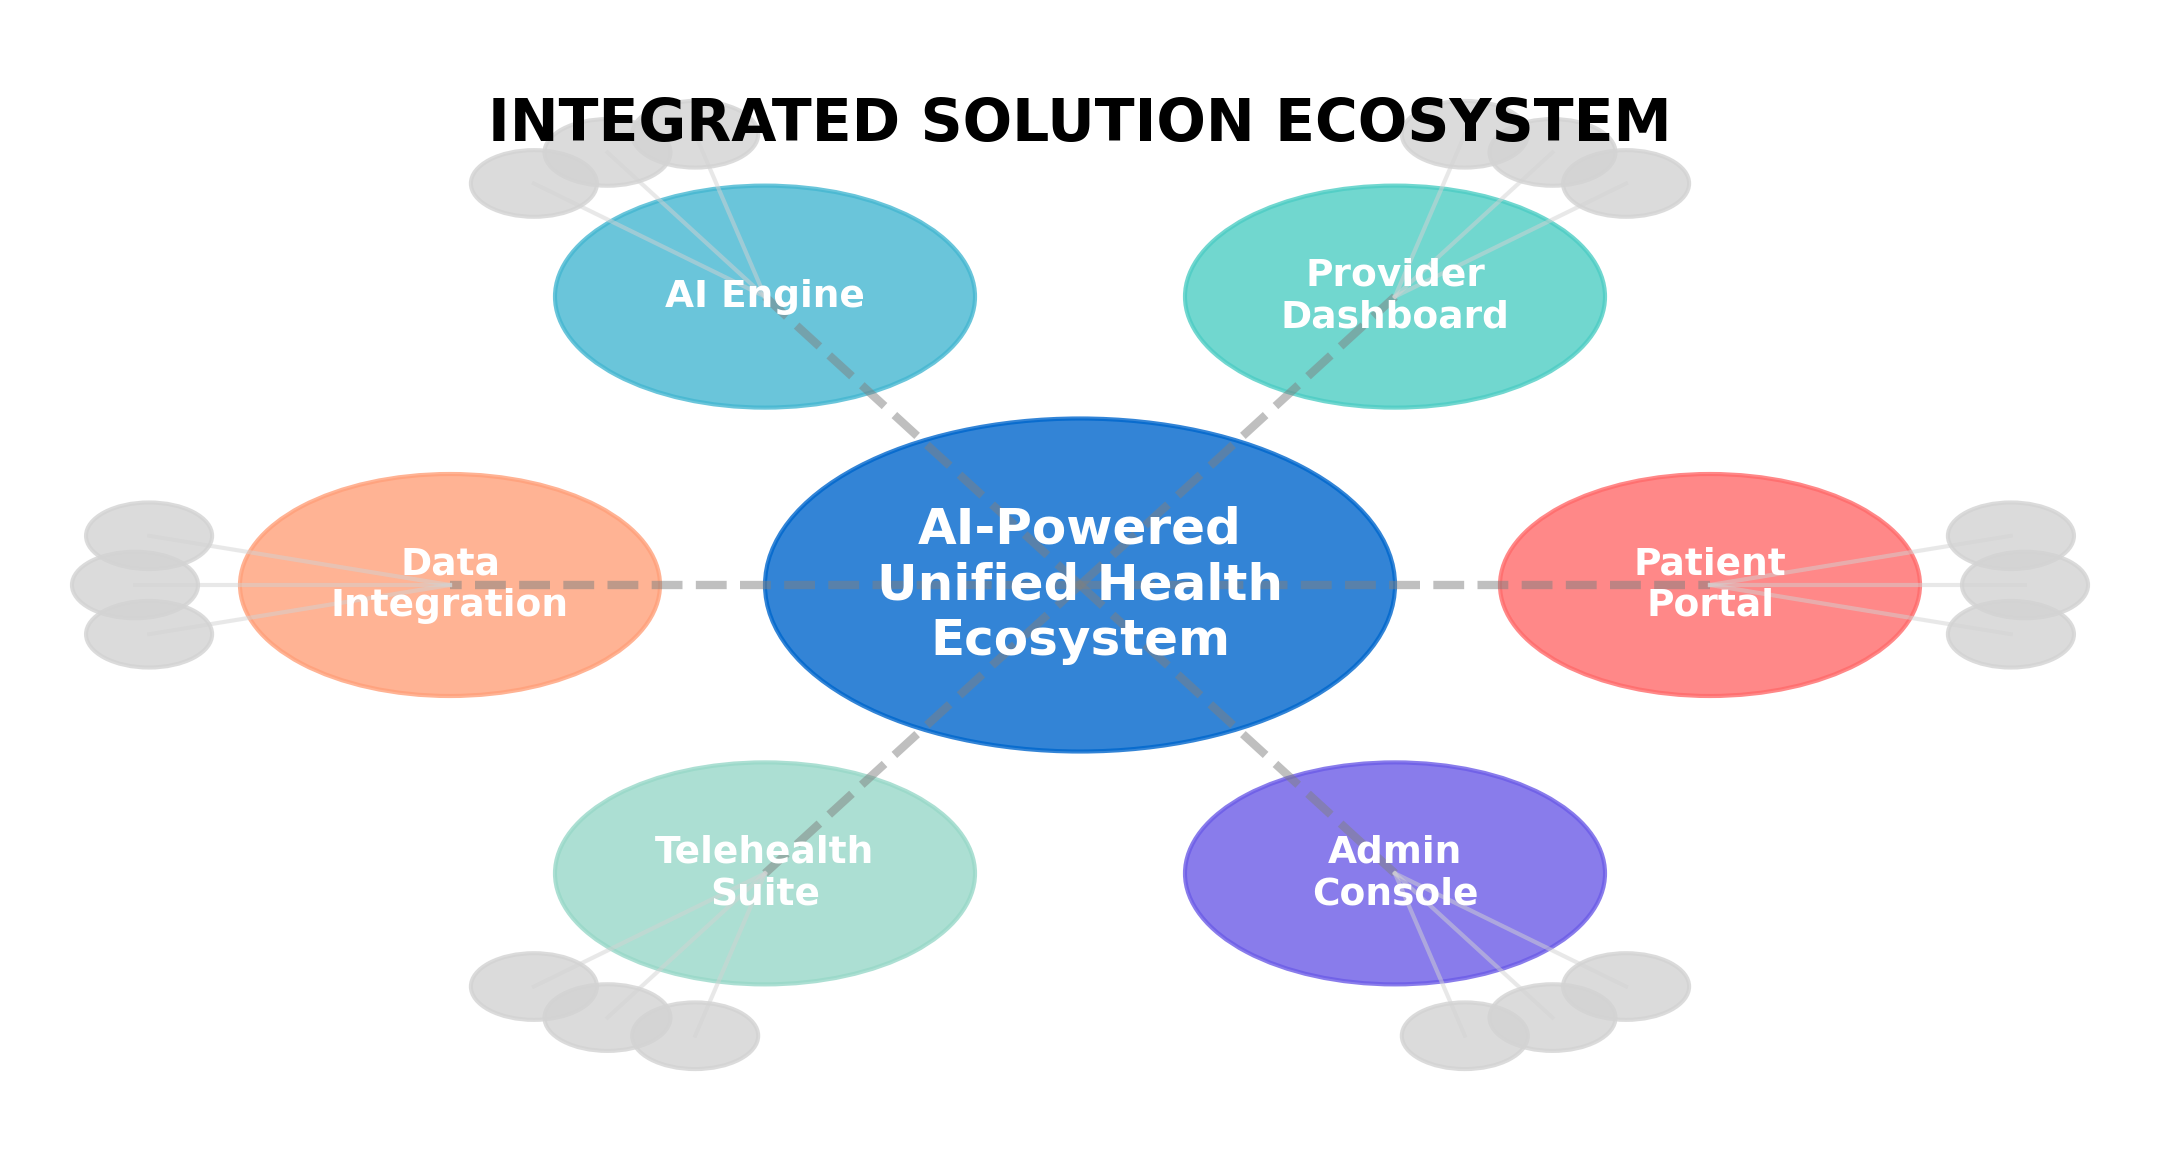 INTEGRATED SOLUTION ECOSYSTEM
AI Engine
Provider
Dashboard
AI-Powered
Unified Health
Ecosystem
Data
Integration
Patient
Portal
Telehealth
Suite
Admin
Console